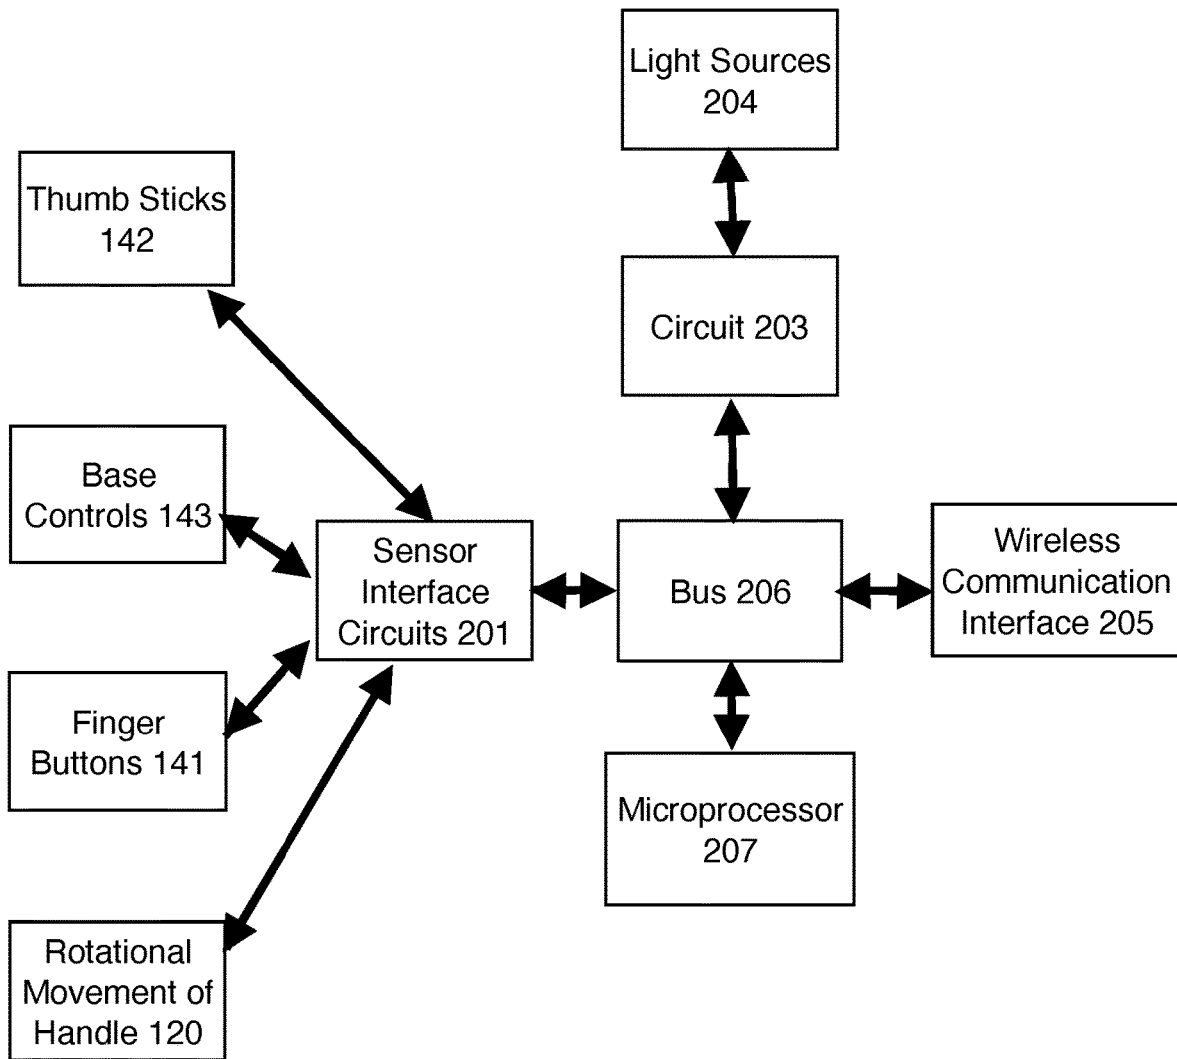 Light Sources
204
Thumb Sticks
142
Circuit 203
Base
Controls 143
Sensor
Interface
Circuits 201
Bus 206
Wireless
Communication
Interface 205
Finger
Buttons 141
Microprocessor
207
Rotational
Movement of
Handle 120